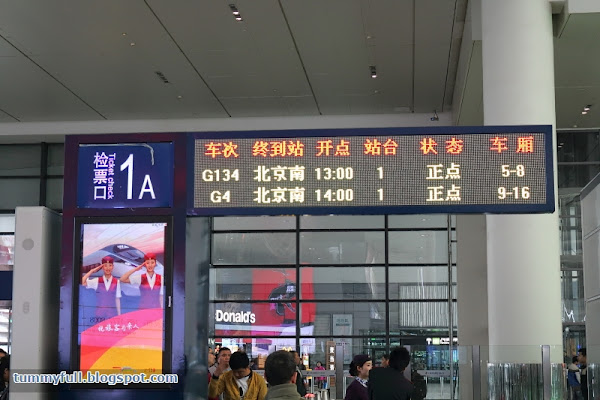 检票口 Ticket Check 1A
车次 终到站 开点 站台 状态 车厢
G134 北京南 13:00 1 正点 5-8
G4 北京南 14:00 1 正点 9-16
Donald's
tummyfull.blogspot.com